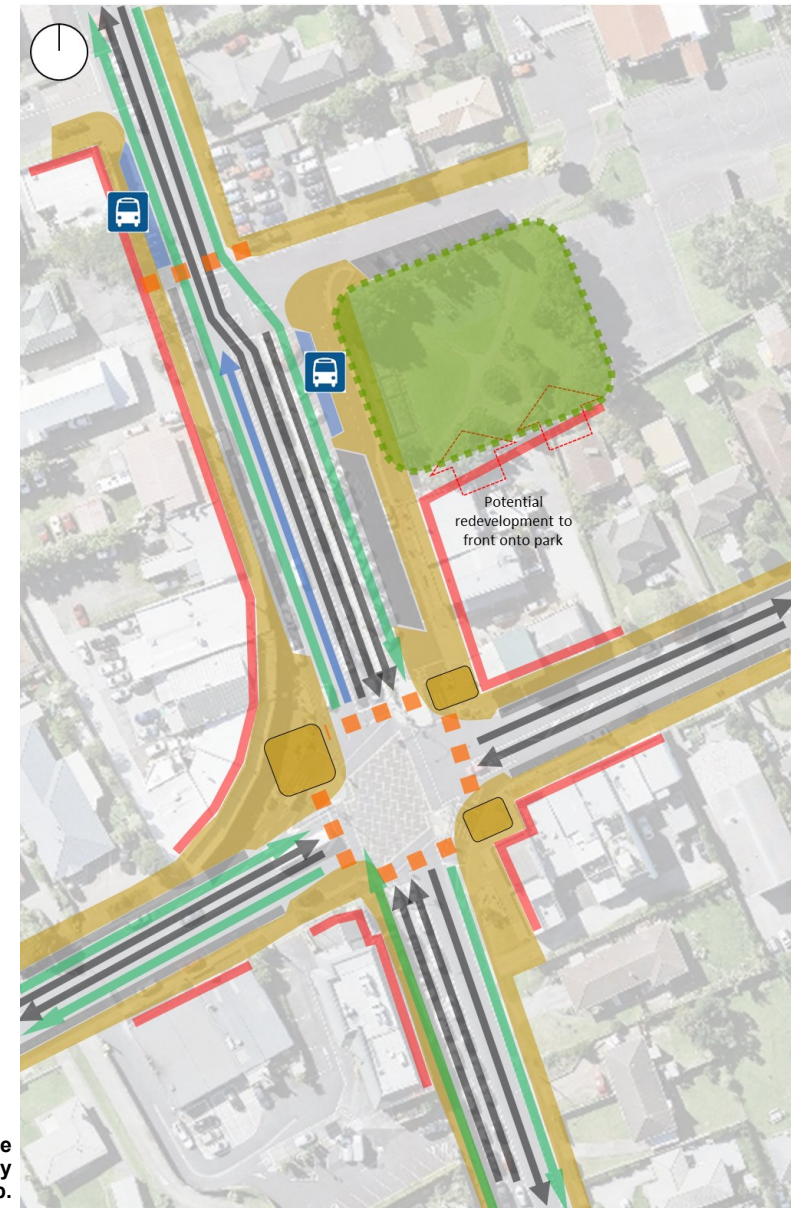 Potential
redevelopment to
front onto park
e
y
o.